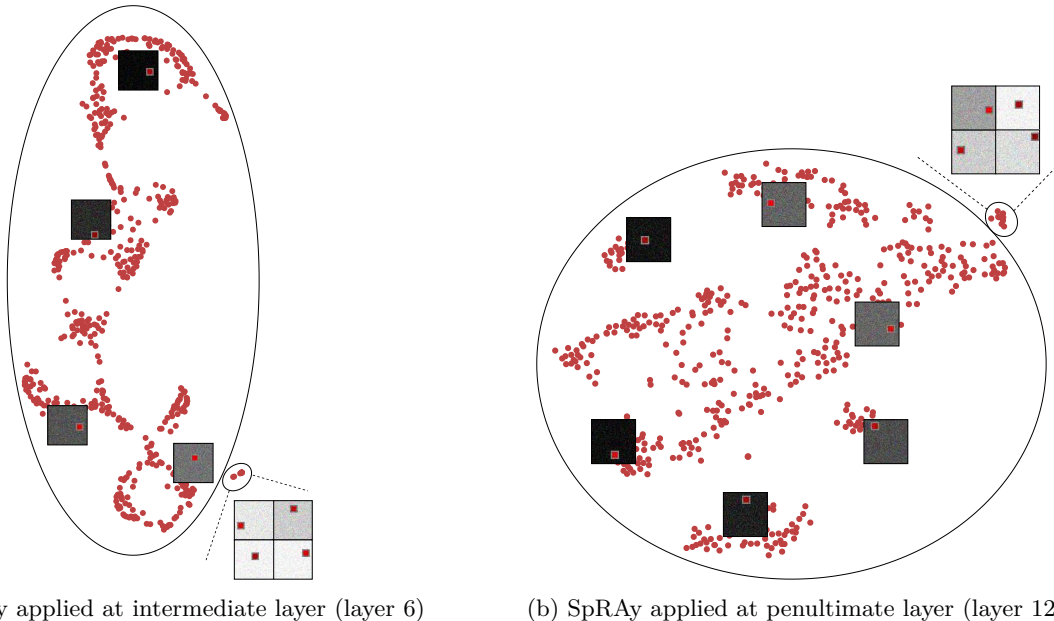 y applied at intermediate layer (layer 6)
(b) SpRAy applied at penultimate layer (layer 12